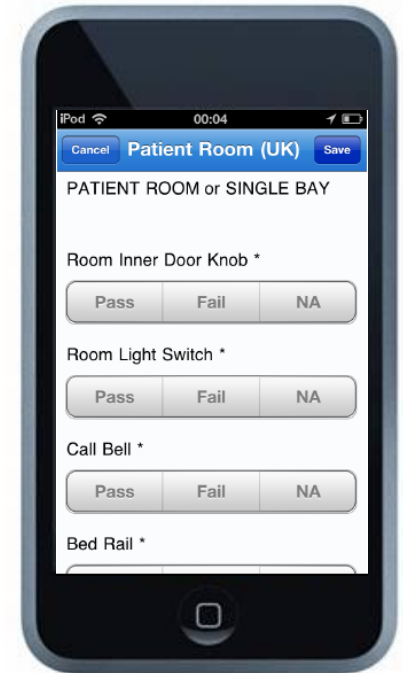 iPod 00:04
Cancel Patient Room (UK) Save
PATIENT ROOM or SINGLE BAY
Room Inner Door Knob *
Pass Fail NA
Room Light Switch *
Pass Fail NA
Call Bell *
Pass Fail NA
Bed Rail *